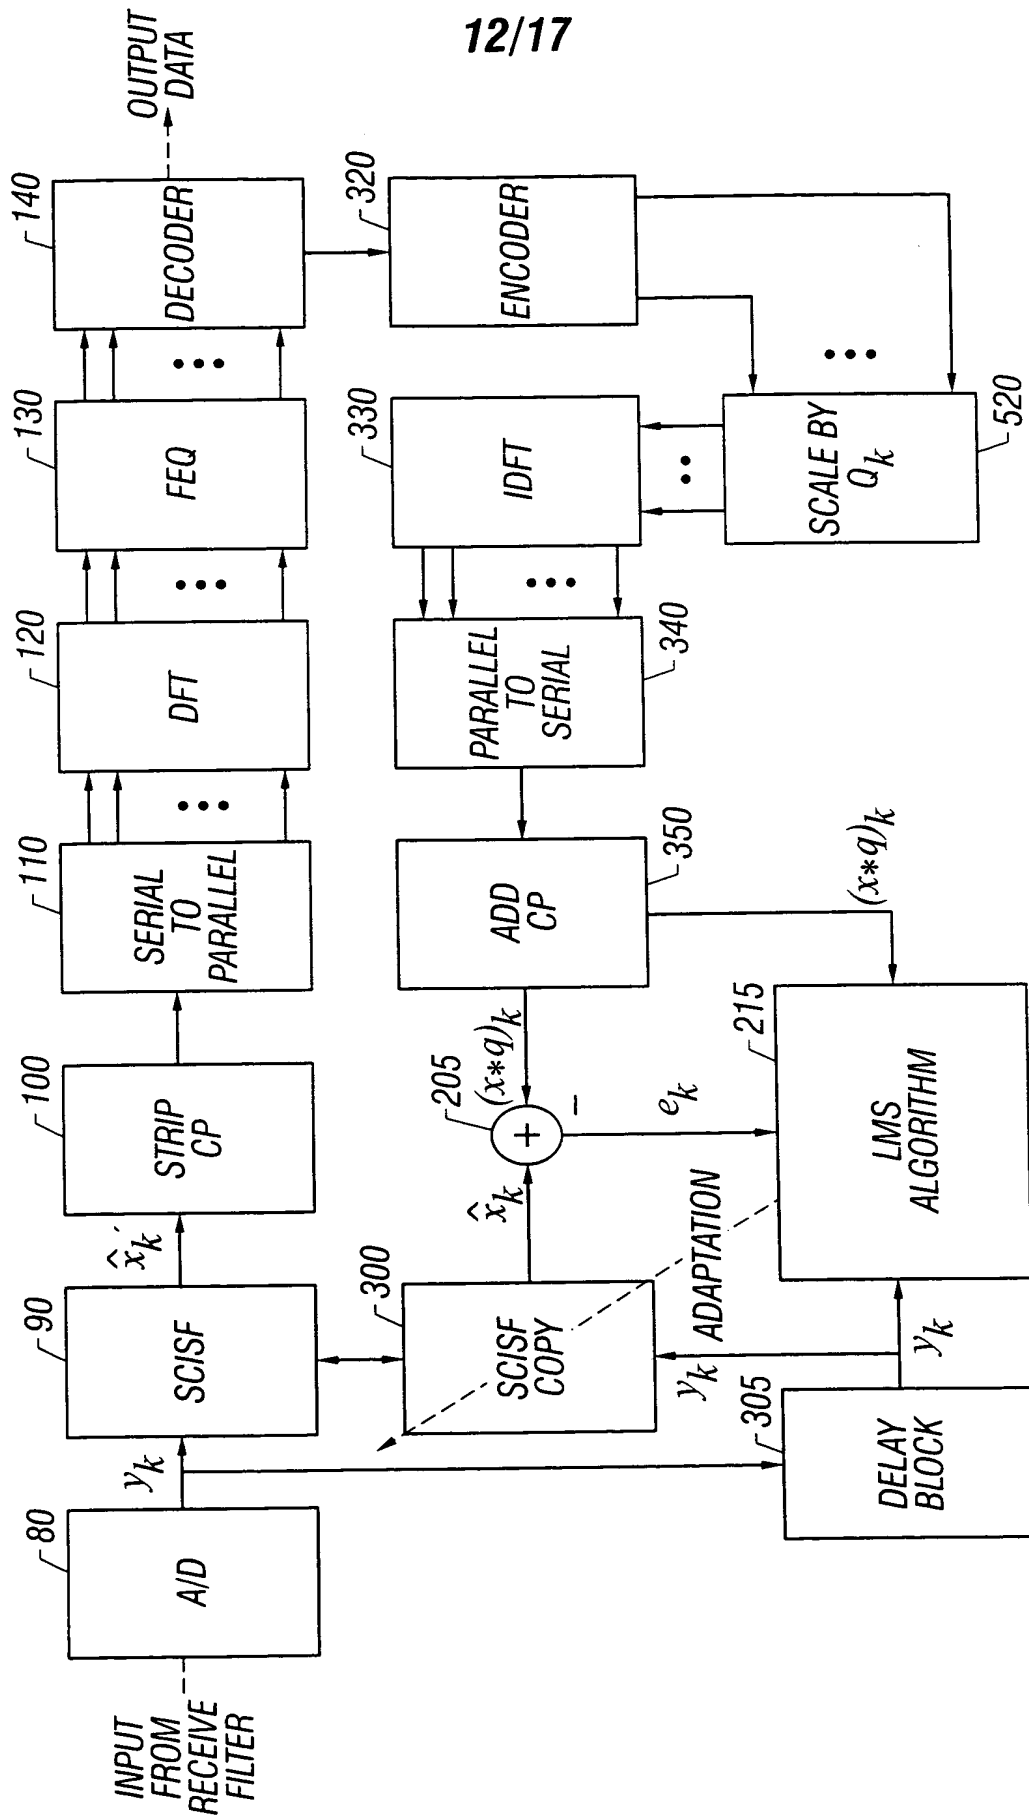 12/17
INPUT
FROM
RECEIVE
FILTER
80
A/D
y_k
90
SCISF
x̂_k′
100
STRIP
CP
110
SERIAL
TO
PARALLEL
120
DFT
130
FEQ
140
DECODER
OUTPUT
DATA
300
SCISF
COPY
x̂_k
205
+
−
(x*q)_k
350
ADD
CP
340
PARALLEL
TO
SERIAL
330
IDFT
320
ENCODER
520
SCALE BY
Q_k
305
DELAY
BLOCK
y_k
y_k
ADAPTATION
e_k
215
LMS
ALGORITHM
(x*q)_k